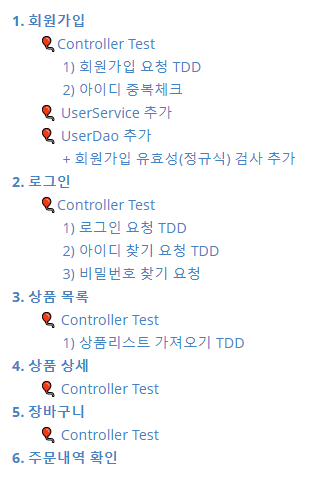 1. 회원가입
Controller Test
1) 회원가입 요청 TDD
2) 아이디 중복체크
UserService 추가
UserDao 추가
+ 회원가입 유효성(정규식) 검사 추가
2. 로그인
Controller Test
1) 로그인 요청 TDD
2) 아이디 찾기 요청 TDD
3) 비밀번호 찾기 요청
3. 상품 목록
Controller Test
1) 상품리스트 가져오기 TDD
4. 상품 상세
Controller Test
5. 장바구니
Controller Test
6. 주문내역 확인